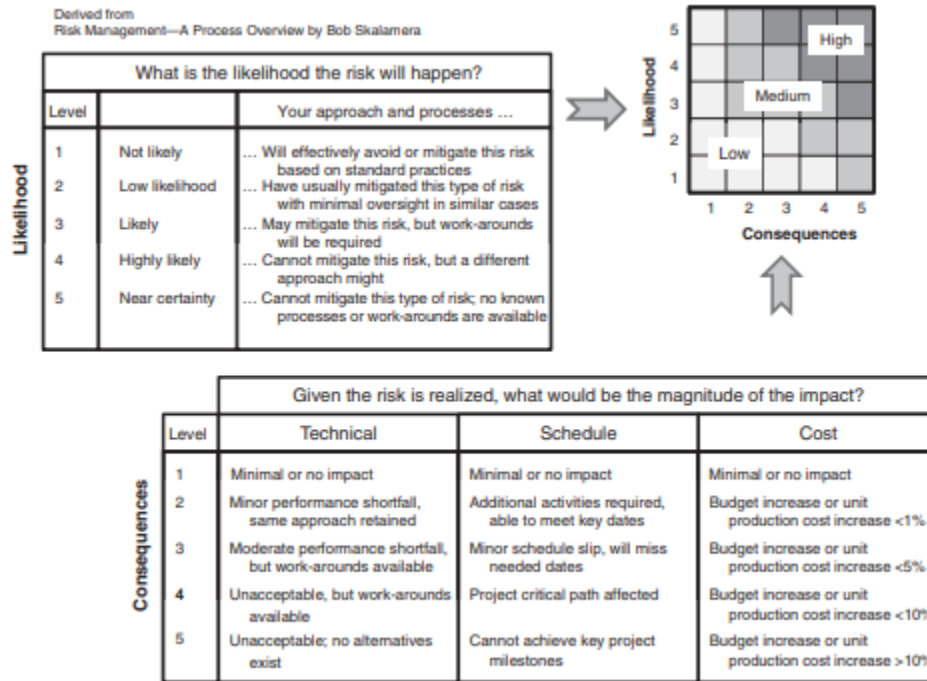 Derived from
Risk Management—A Process Overview by Bob Skalamera
What is the likelihood the risk will happen?
Level
Your approach and processes ...
Likelihood
1 Not likely ... Will effectively avoid or mitigate this risk
based on standard practices
2 Low likelihood ... Have usually mitigated this type of risk
with minimal oversight in similar cases
3 Likely ... May mitigate this risk, but work-arounds
will be required
4 Highly likely ... Cannot mitigate this risk, but a different
approach might
5 Near certainty ... Cannot mitigate this type of risk; no known
processes or work-arounds are available
Likelihood
5
4
3
2
1
High
Medium
Low
1 2 3 4 5
Consequences
Given the risk is realized, what would be the magnitude of the impact?
Level Technical Schedule Cost
Consequences
1 Minimal or no impact Minimal or no impact Minimal or no impact
2 Minor performance shortfall, Additional activities required, Budget increase or unit
same approach retained able to meet key dates production cost increase <1%
3 Moderate performance shortfall, Minor schedule slip, will miss Budget increase or unit
but work-arounds available needed dates production cost increase <5%
4 Unacceptable, but work-arounds Project critical path affected Budget increase or unit
available production cost increase <10%
5 Unacceptable; no alternatives Cannot achieve key project Budget increase or unit
exist milestones production cost increase >10%